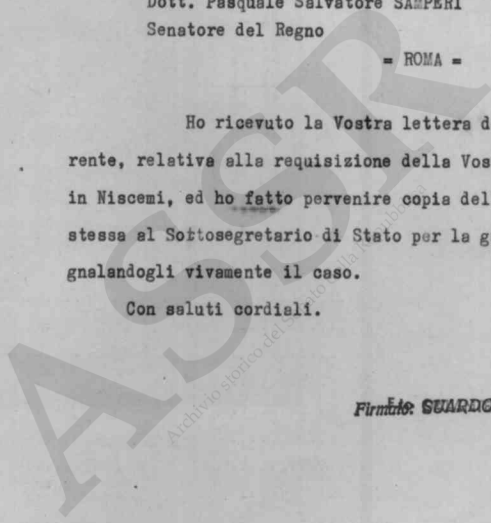 Dott. Pasquale Salvatore SAMPERI
Senatore del Regno
= ROMA =
Ho ricevuto la Vostra lettera d
rente, relativa alla requisizione della Vos
in Niscemi, ed ho fatto pervenire copia del
stessa al Sottosegretario di Stato per la g
gnalandogli vivamente il caso.
Con saluti cordiali.
SUARDO
ASSR
Archivio storico del Senato della Repubblica